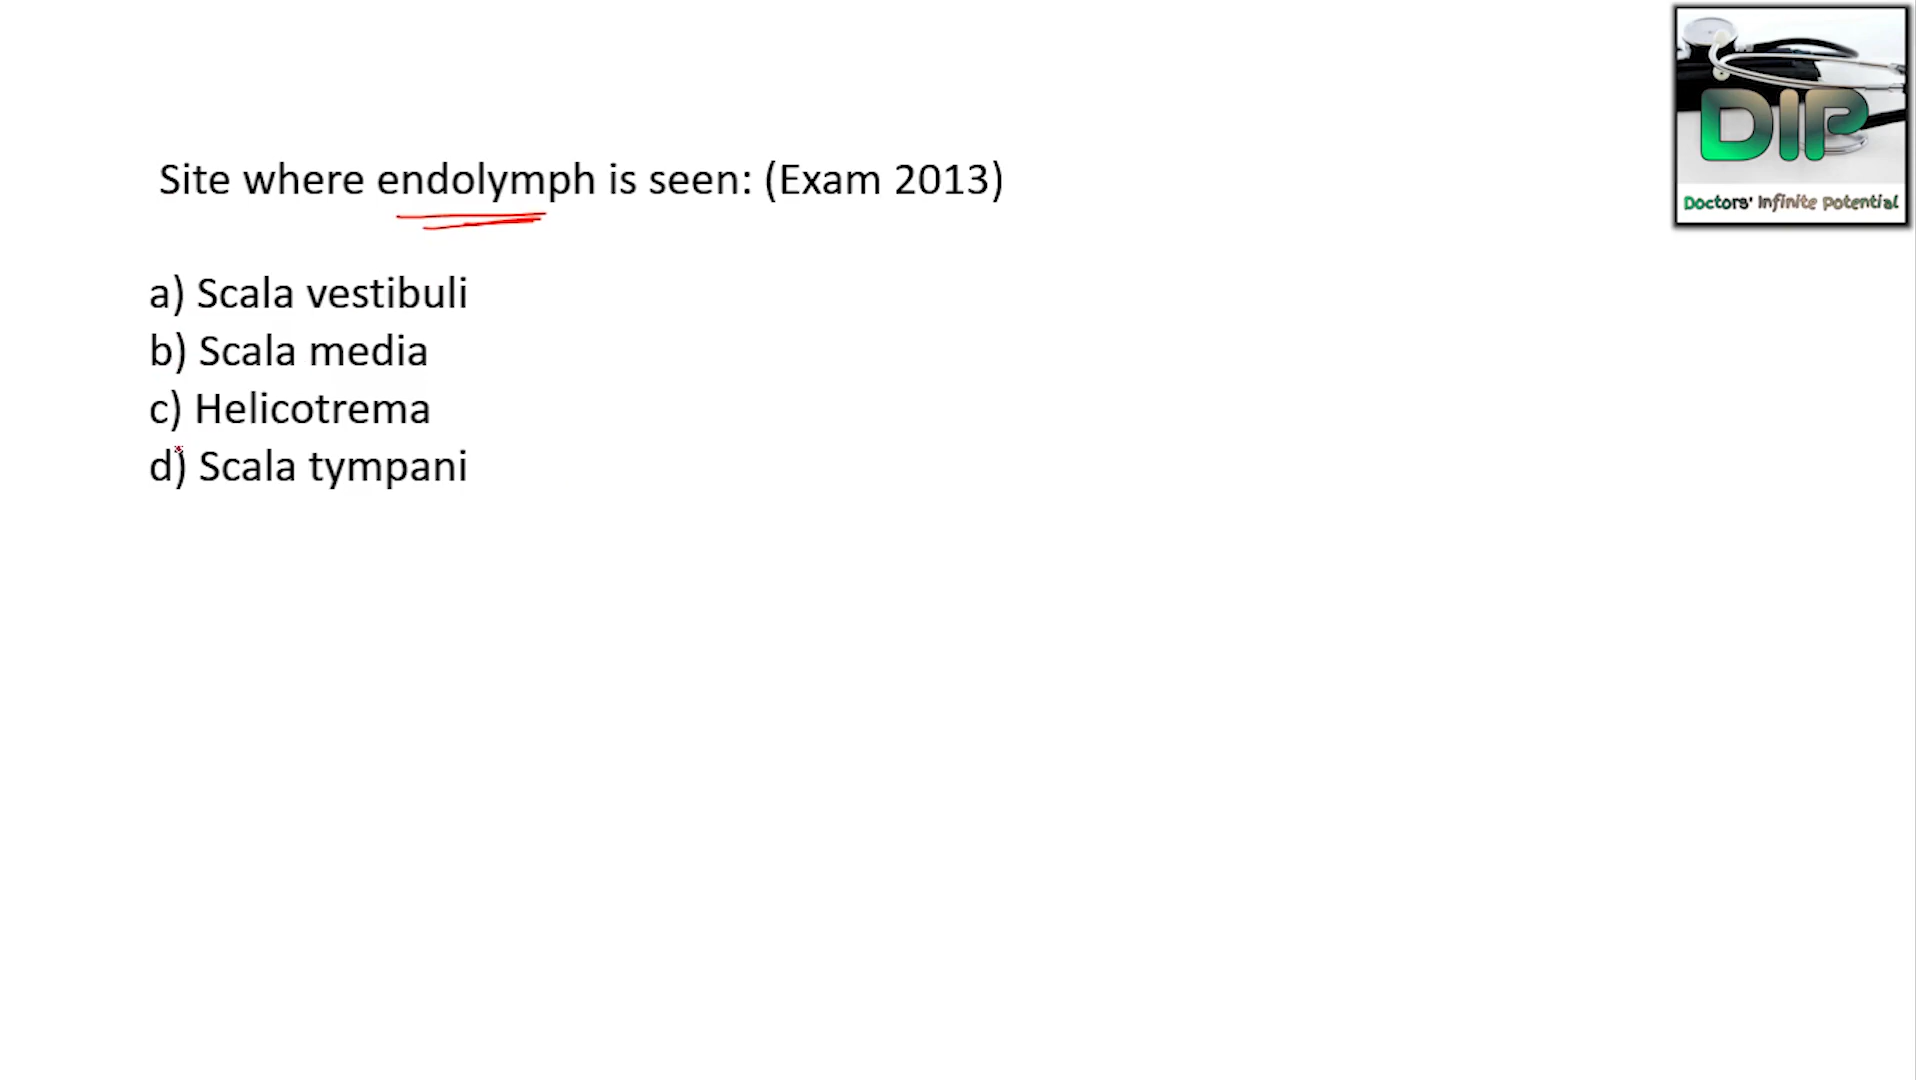 DIP
Doctors' Infinite Potential
Site where endolymph is seen: (Exam 2013)
a) Scala vestibuli
b) Scala media
c) Helicotrema
d) Scala tympani